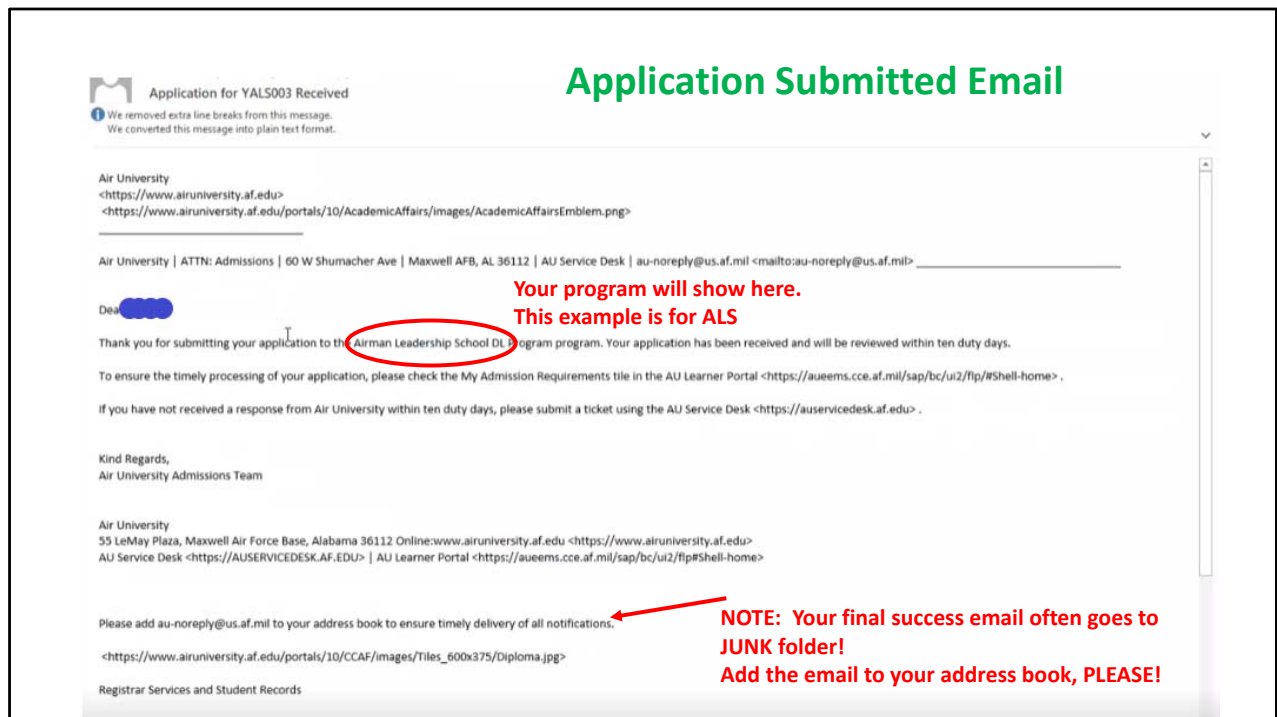 Application Submitted Email
Application for YALS003 Received
We removed extra line breaks from this message.
We converted this message into plain text format.
Air University
<https://www.airuniversity.af.edu>
<https://www.airuniversity.af.edu/portals/10/AcademicAffairs/images/AcademicAffairsEmblem.png>
Air University | ATTN: Admissions | 60 W Shumacher Ave | Maxwell AFB, AL 36112 | AU Service Desk | au-noreply@us.af.mil <mailto:au-noreply@us.af.mil>
Your program will show here.
This example is for ALS
Dea
Thank you for submitting your application to the Airman Leadership School DL Program program. Your application has been received and will be reviewed within ten duty days.
To ensure the timely processing of your application, please check the My Admission Requirements tile in the AU Learner Portal <https://aueems.cce.af.mil/sap/bc/ui2/flp/#Shell-home> .
If you have not received a response from Air University within ten duty days, please submit a ticket using the AU Service Desk <https://auservicedesk.af.edu> .
Kind Regards,
Air University Admissions Team
Air University
55 LeMay Plaza, Maxwell Air Force Base, Alabama 36112 Online:www.airuniversity.af.edu <https://www.airuniversity.af.edu>
AU Service Desk <https://AUSERVICEDESK.AF.EDU> | AU Learner Portal <https://aueems.cce.af.mil/sap/bc/ui2/flp#Shell-home>
Please add au-noreply@us.af.mil to your address book to ensure timely delivery of all notifications.
NOTE: Your final success email often goes to
JUNK folder!
Add the email to your address book, PLEASE!
<https://www.airuniversity.af.edu/portals/10/CCAF/images/Tiles_600x375/Diploma.jpg>
Registrar Services and Student Records